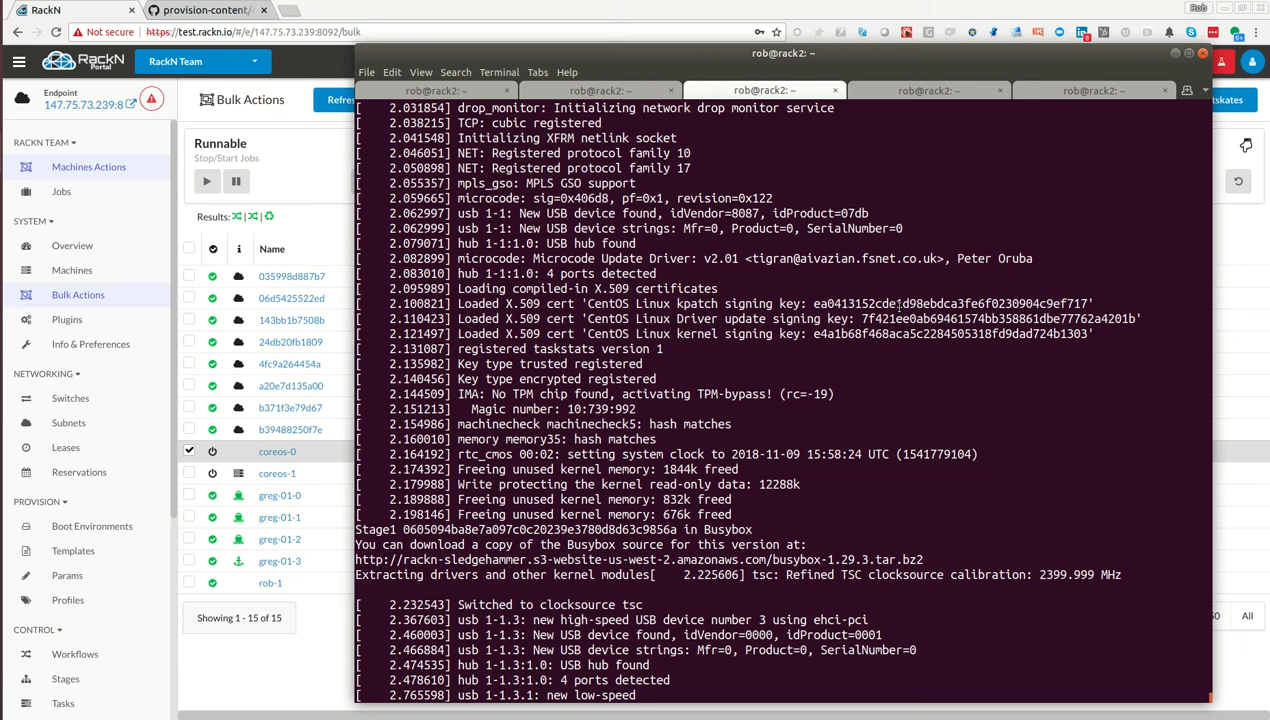 RackN
provision-content/
Rob
Not secure
https://test.rackn.io/#/e/147.75.73.239:8092/bulk
RackN
Portal
RackN Team
rob@rack2: ~
File Edit View Search Terminal Tabs Help
rob@rack2: ~
rob@rack2: ~
rob@rack2: ~
rob@rack2: ~
rob@rack2: ~
Endpoint
147.75.73.239:8
Bulk Actions
Refres
tskates
RACKN TEAM
Machines Actions
Jobs
SYSTEM
Overview
Machines
Bulk Actions
Plugins
Info & Preferences
NETWORKING
Switches
Subnets
Leases
Reservations
PROVISION
Boot Environments
Templates
Params
Profiles
CONTROL
Workflows
Stages
Tasks
Runnable
Stop/Start Jobs
Results:
Name
035998d887b7
06d5425522ed
143bb1b7508b
24db20fb1809
4fc9a264454a
a20e7d135a00
b371f3e79d67
b39488250f7e
coreos-0
coreos-1
greg-01-0
greg-01-1
greg-01-2
greg-01-3
rob-1
Showing 1 - 15 of 15
50
All
[    2.031854] drop_monitor: Initializing network drop monitor service
[    2.038215] TCP: cubic registered
[    2.041548] Initializing XFRM netlink socket
[    2.046051] NET: Registered protocol family 10
[    2.050898] NET: Registered protocol family 17
[    2.055357] mpls_gso: MPLS GSO support
[    2.059665] microcode: sig=0x406d8, pf=0x1, revision=0x122
[    2.062997] usb 1-1: New USB device found, idVendor=8087, idProduct=07db
[    2.062999] usb 1-1: New USB device strings: Mfr=0, Product=0, SerialNumber=0
[    2.079071] hub 1-1:1.0: USB hub found
[    2.082899] microcode: Microcode Update Driver: v2.01 <tigran@aivazian.fsnet.co.uk>, Peter Oruba
[    2.083010] hub 1-1:1.0: 4 ports detected
[    2.095989] Loading compiled-in X.509 certificates
[    2.100821] Loaded X.509 cert 'CentOS Linux kpatch signing key: ea0413152cde1d98ebdca3fe6f0230904c9ef717'
[    2.110423] Loaded X.509 cert 'CentOS Linux Driver update signing key: 7f421ee0ab69461574bb358861dbe77762a4201b'
[    2.121497] Loaded X.509 cert 'CentOS Linux kernel signing key: e4a1b68f468aca5c2284505318fd9dad724b1303'
[    2.131087] registered taskstats version 1
[    2.135982] Key type trusted registered
[    2.140456] Key type encrypted registered
[    2.144509] IMA: No TPM chip found, activating TPM-bypass! (rc=-19)
[    2.151213]   Magic number: 10:739:992
[    2.154986] machinecheck machinecheck5: hash matches
[    2.160010] memory memory35: hash matches
[    2.164192] rtc_cmos 00:02: setting system clock to 2018-11-09 15:58:24 UTC (1541779104)
[    2.174392] Freeing unused kernel memory: 1844k freed
[    2.179988] Write protecting the kernel read-only data: 12288k
[    2.189888] Freeing unused kernel memory: 832k freed
[    2.198146] Freeing unused kernel memory: 676k freed
Stage1 0605094ba8e7a097c0c20239e3780d8d63c9856a in Busybox
You can download a copy of the Busybox source for this version at:
http://rackn-sledgehammer.s3-website-us-west-2.amazonaws.com/busybox-1.29.3.tar.bz2
Extracting drivers and other kernel modules[    2.225606] tsc: Refined TSC clocksource calibration: 2399.999 MHz
[    2.232543] Switched to clocksource tsc
[    2.367603] usb 1-1.3: new high-speed USB device number 3 using ehci-pci
[    2.460003] usb 1-1.3: New USB device found, idVendor=0000, idProduct=0001
[    2.466884] usb 1-1.3: New USB device strings: Mfr=0, Product=0, SerialNumber=0
[    2.474535] hub 1-1.3:1.0: USB hub found
[    2.478610] hub 1-1.3:1.0: 4 ports detected
[    2.765598] usb 1-1.3.1: new low-speed